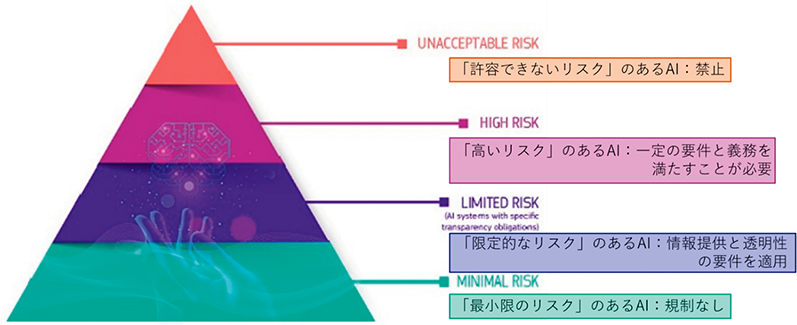 UNACCEPTABLE RISK
「許容できないリスク」のあるAI：禁止
HIGH RISK
「高いリスク」のあるAI：一定の要件と義務を
満たすことが必要
LIMITED RISK
(AI systems with specific
transparency obligations)
「限定的なリスク」のあるAI：情報提供と透明性
の要件を適用
MINIMAL RISK
「最小限のリスク」のあるAI：規制なし